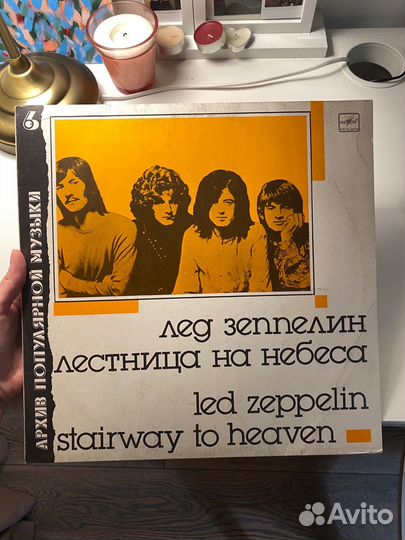 6
АРХИВ ПОПУЛЯРНОЙ МУЗЫКИ
лед зеппелин
лестница на небеса
led zeppelin
stairway to heaven
Avito